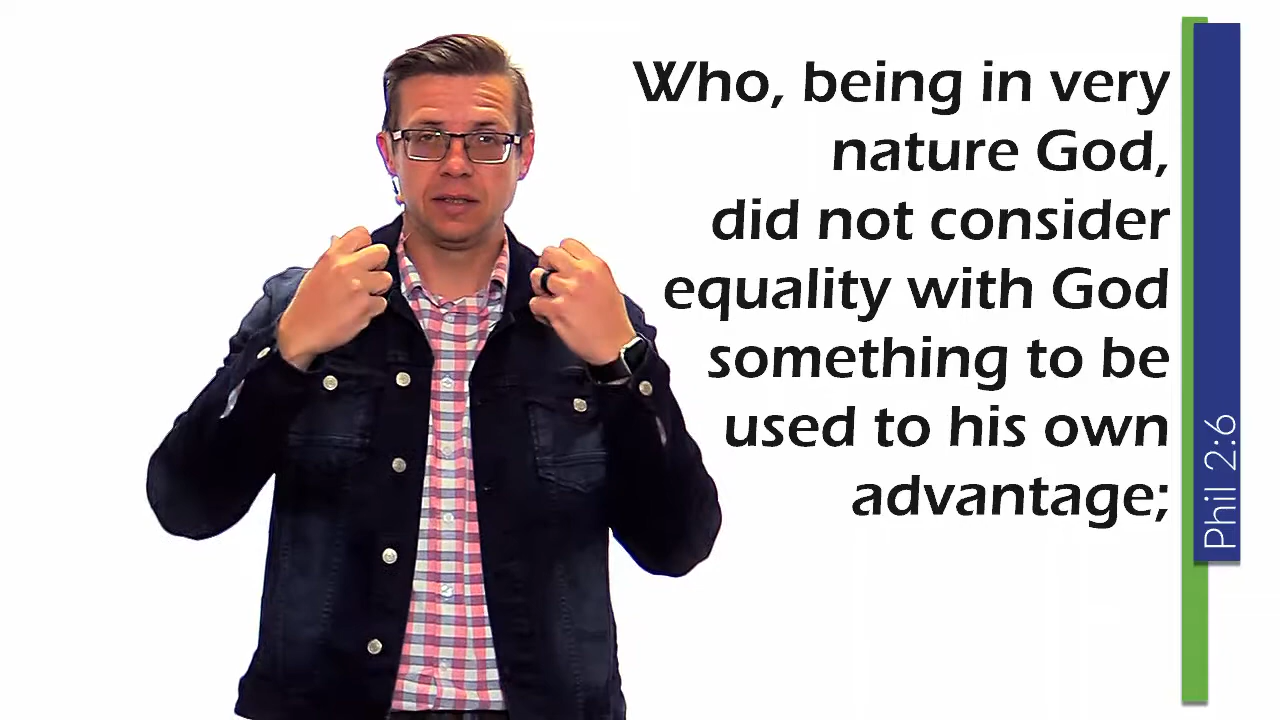 Who, being in very
nature God,
did not consider
equality with God
something to be
used to his own
advantage;
Phil 2:6